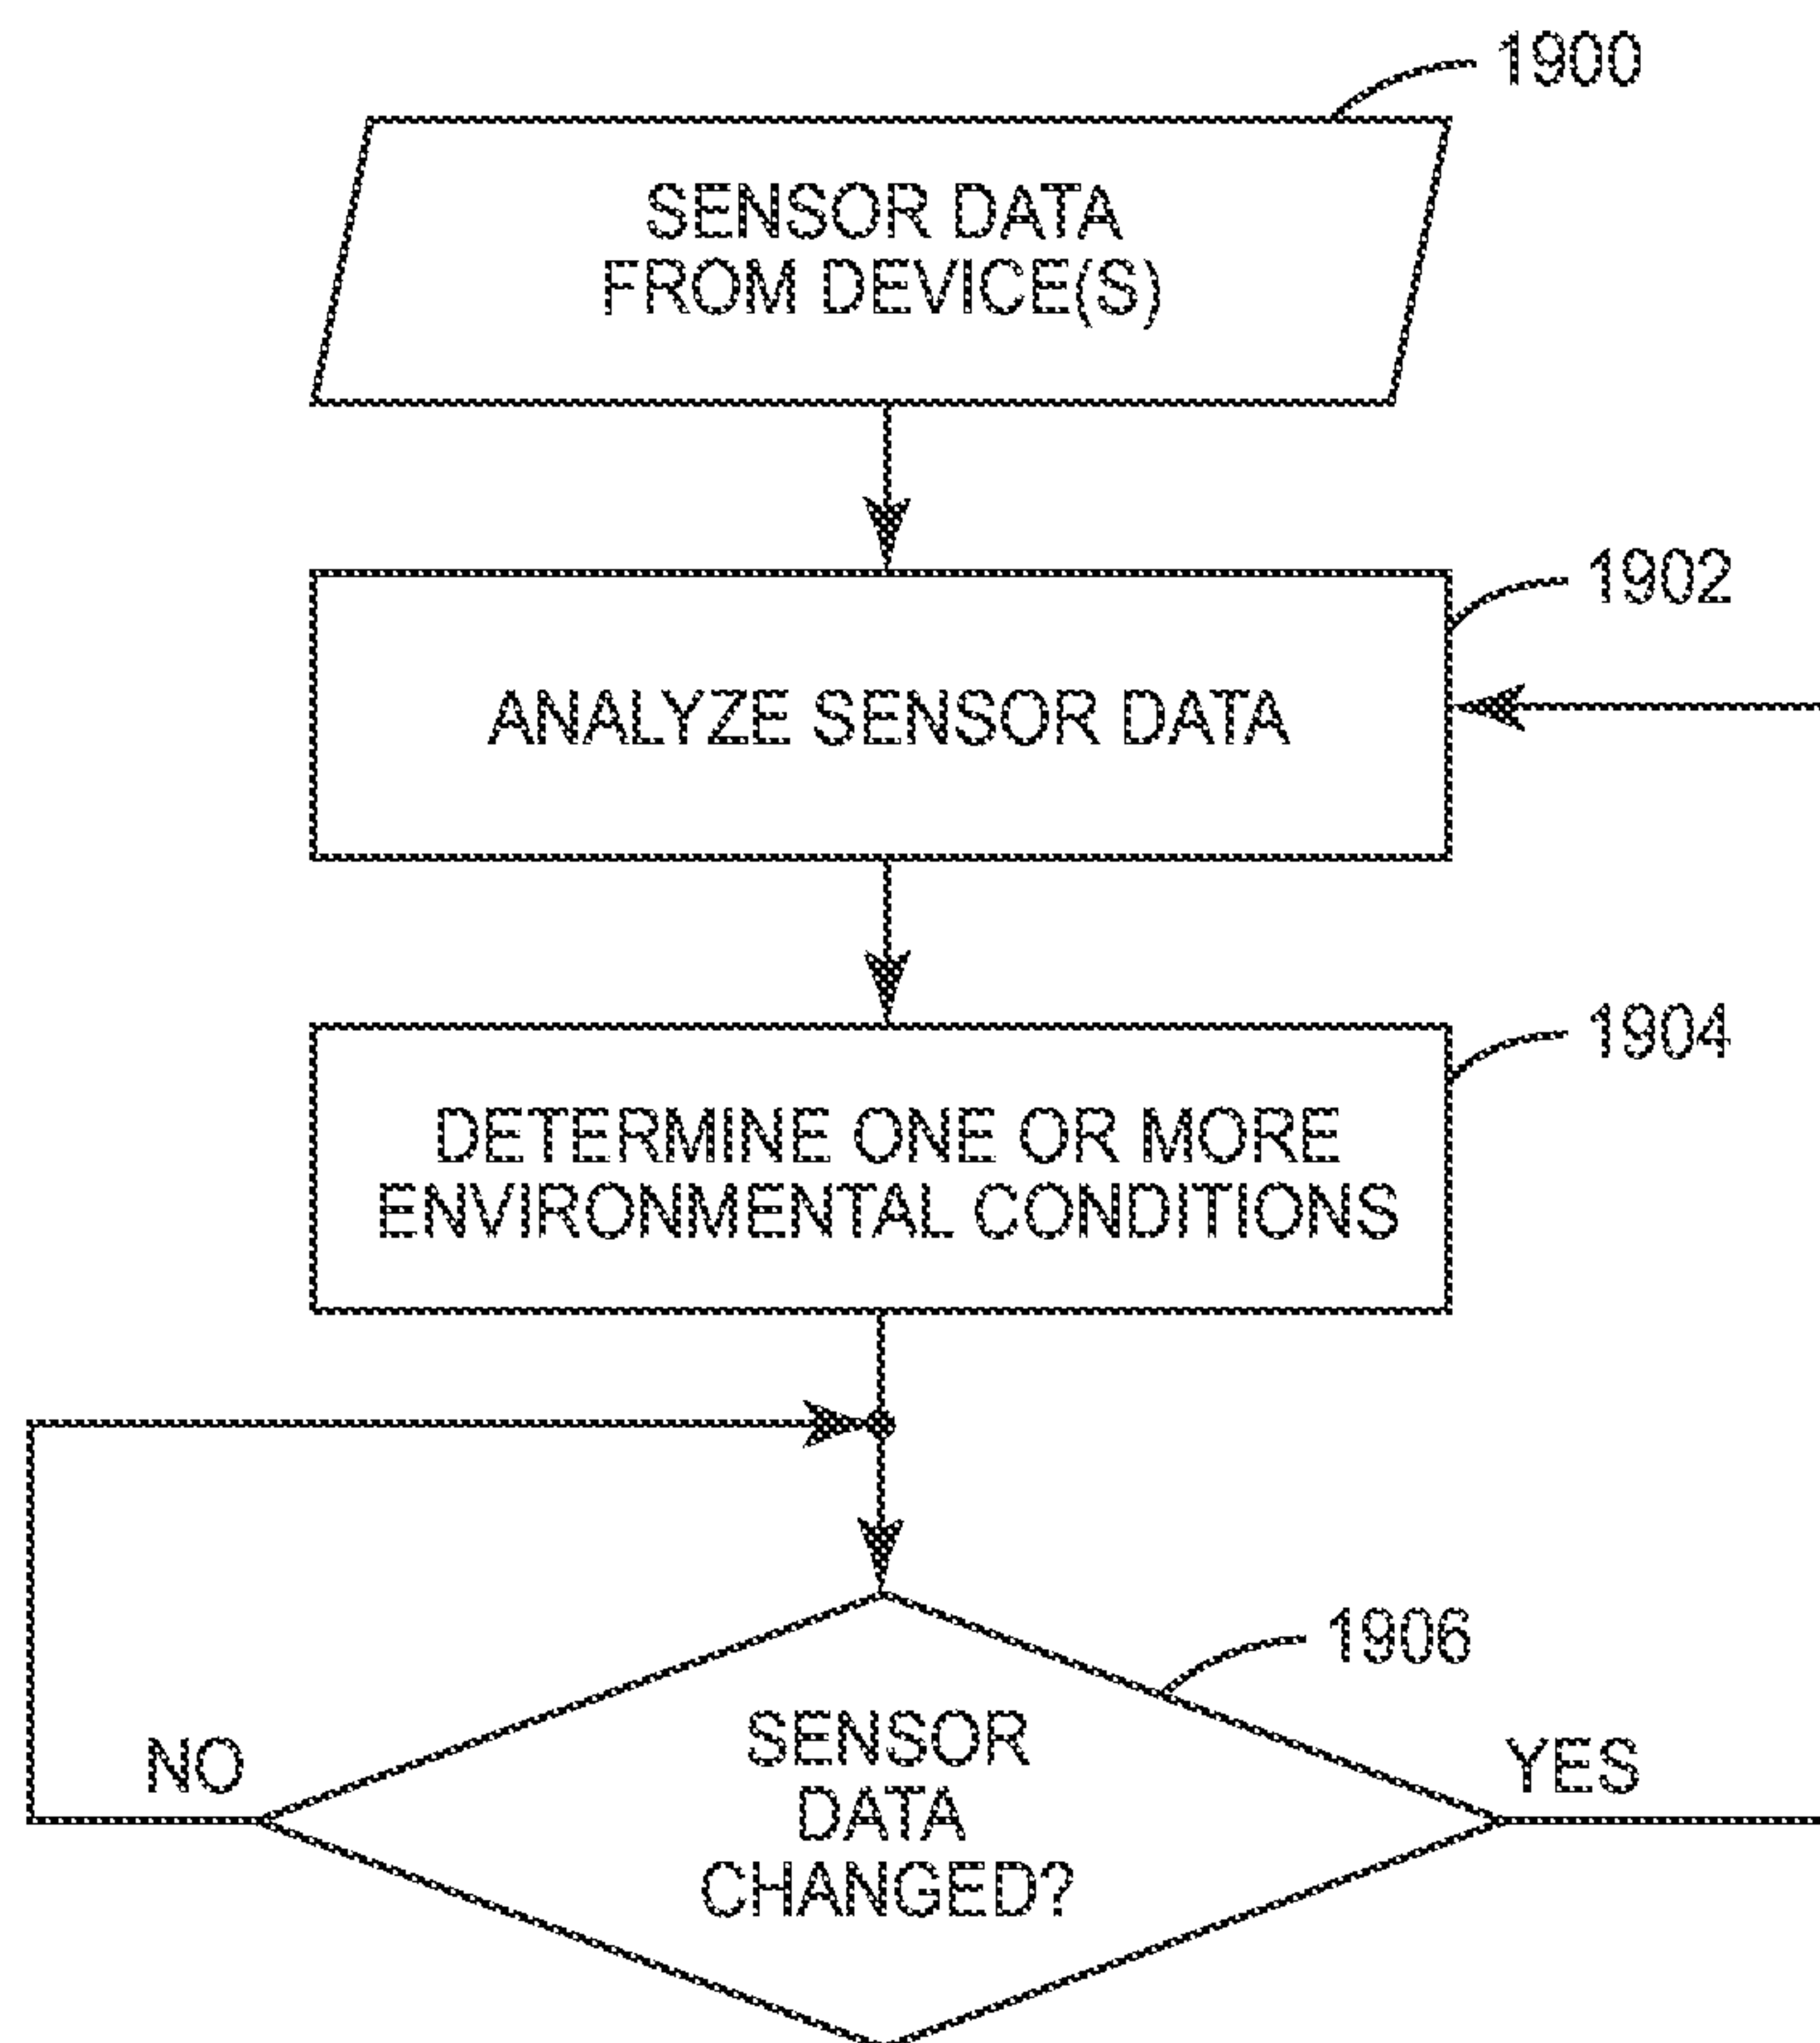 1900
SENSOR DATA
FROM DEVICE(S)
1902
ANALYZE SENSOR DATA
1904
DETERMINE ONE OR MORE
ENVIRONMENTAL CONDITIONS
1906
SENSOR
DATA
CHANGED?
NO
YES